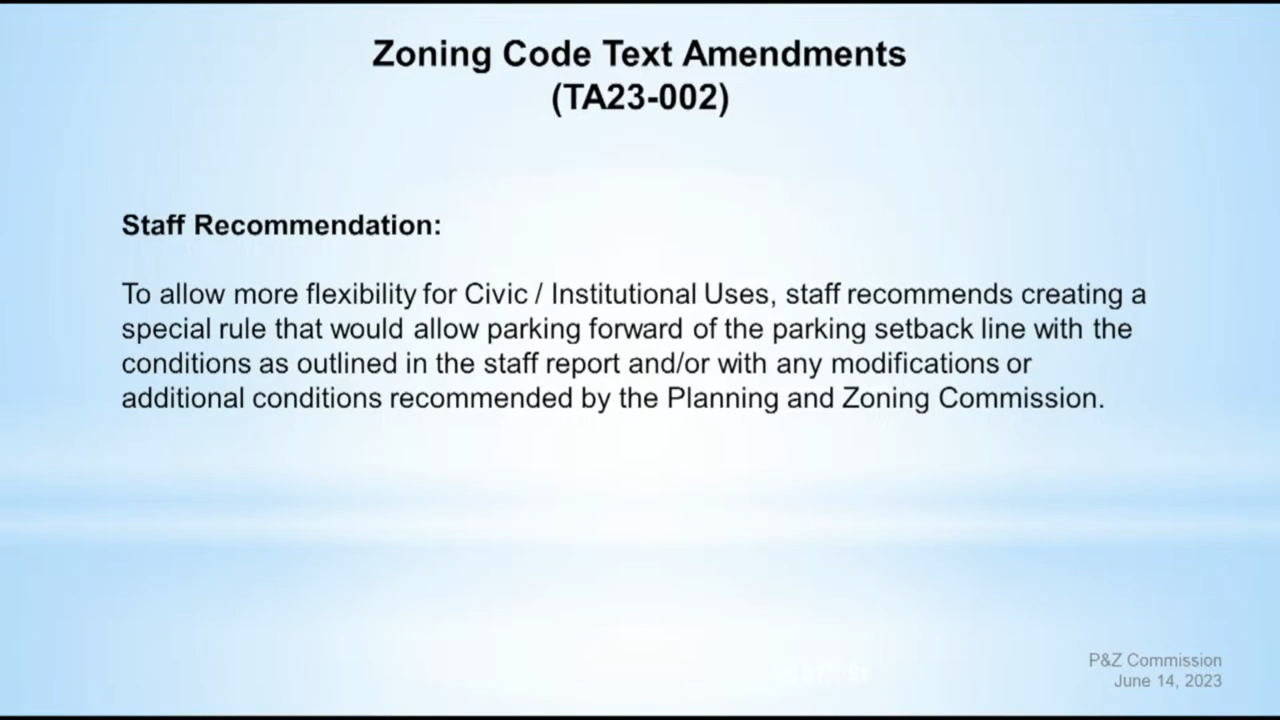 Zoning Code Text Amendments
(TA23-002)
Staff Recommendation:
To allow more flexibility for Civic / Institutional Uses, staff recommends creating a
special rule that would allow parking forward of the parking setback line with the
conditions as outlined in the staff report and/or with any modifications or
additional conditions recommended by the Planning and Zoning Commission.
P&Z Commission
June 14, 2023